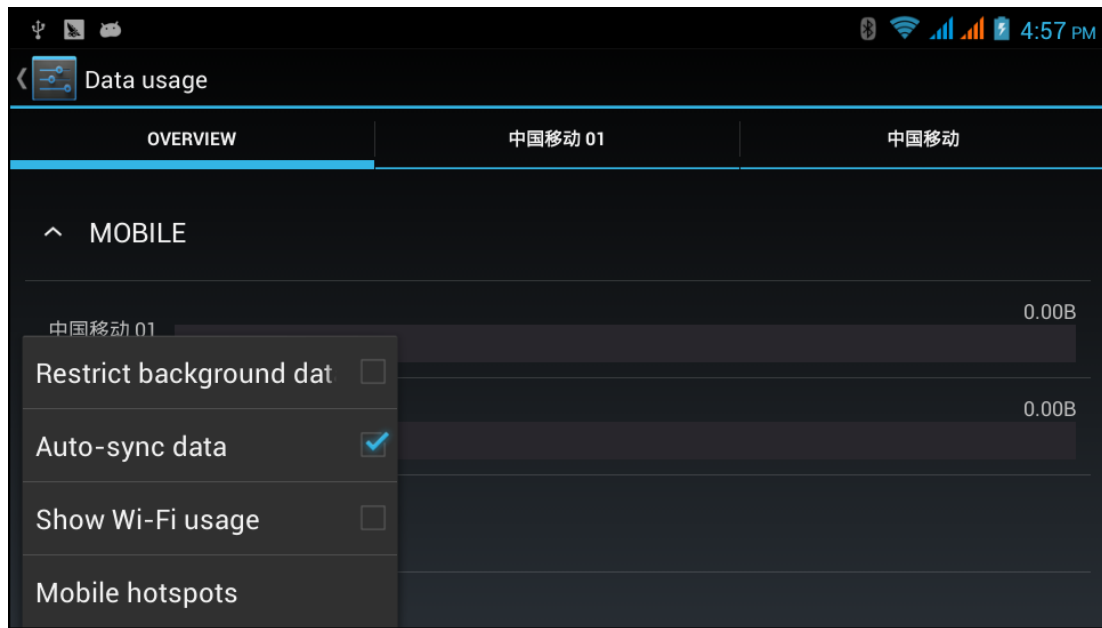 4:57 PM
Data usage
OVERVIEW
中国移动 01
中国移动
MOBILE
0.00B
中国移动 01
Restrict background dat
0.00B
Auto-sync data
Show Wi-Fi usage
Mobile hotspots